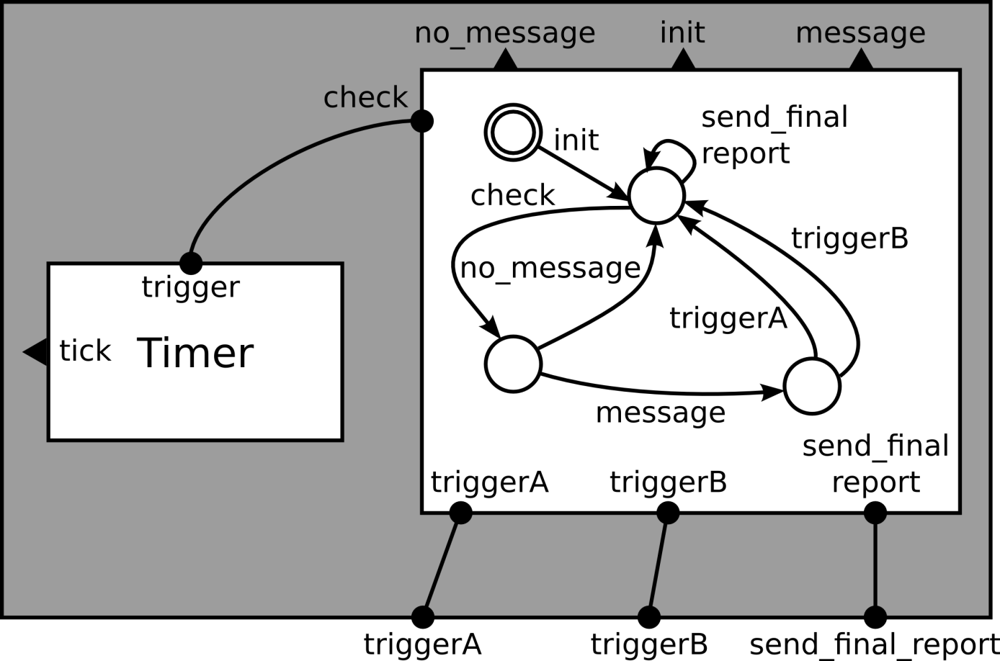 no_message
init
message
check
send_final
report
init
check
triggerB
no_message
trigger
triggerA
tick
Timer
message
send_final
report
triggerA
triggerB
triggerA
triggerB
send_final_report